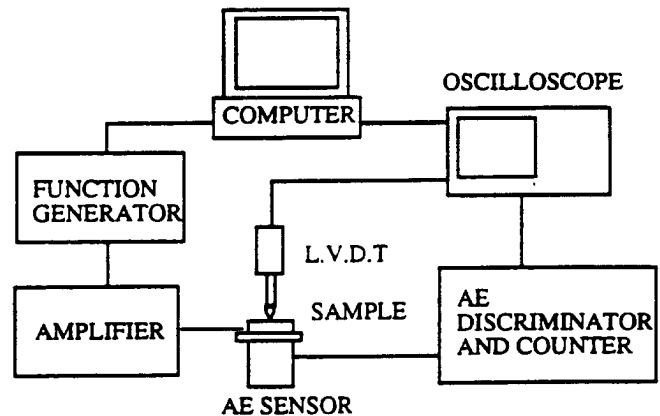 OSCILLOSCOPE
COMPUTER
FUNCTION
GENERATOR
L.V.D.T
SAMPLE
AMPLIFIER
AE
DISCRIMINATOR
AND COUNTER
AE SENSOR